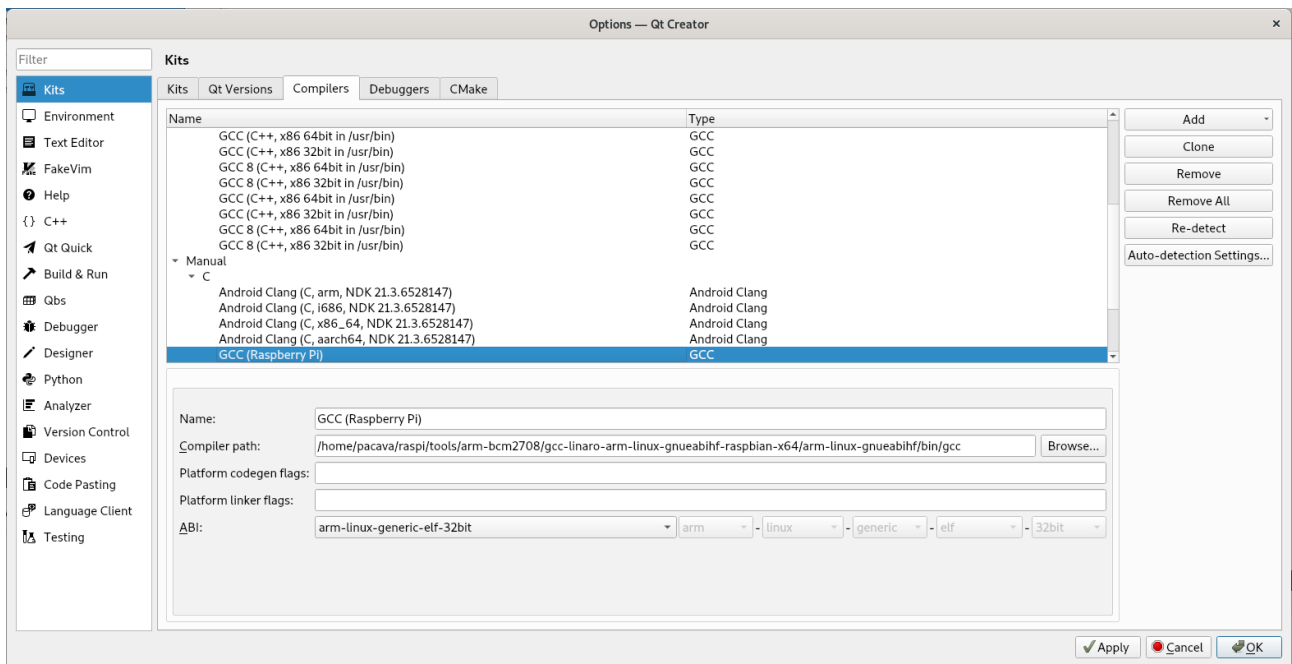 Options — Qt Creator
×
Filter
Kits
Environment
Text Editor
FakeVim
Help
{} C++
Qt Quick
Build & Run
Qbs
Debugger
Designer
Python
Analyzer
Version Control
Devices
Code Pasting
Language Client
Testing
Kits
Kits Qt Versions Compilers Debuggers CMake
Name Type
GCC (C++, x86 64bit in /usr/bin) GCC
GCC (C++, x86 32bit in /usr/bin) GCC
GCC 8 (C++, x86 64bit in /usr/bin) GCC
GCC 8 (C++, x86 32bit in /usr/bin) GCC
GCC (C++, x86 64bit in /usr/bin) GCC
GCC (C++, x86 32bit in /usr/bin) GCC
GCC 8 (C++, x86 64bit in /usr/bin) GCC
GCC 8 (C++, x86 32bit in /usr/bin) GCC
Manual
C
Android Clang (C, arm, NDK 21.3.6528147) Android Clang
Android Clang (C, i686, NDK 21.3.6528147) Android Clang
Android Clang (C, x86_64, NDK 21.3.6528147) Android Clang
Android Clang (C, aarch64, NDK 21.3.6528147) Android Clang
GCC (Raspberry Pi) GCC
Add
Clone
Remove
Remove All
Re-detect
Auto-detection Settings...
Name: GCC (Raspberry Pi)
Compiler path: /home/pacava/raspi/tools/arm-bcm2708/gcc-linaro-arm-linux-gnueabihf-raspbian-x64/arm-linux-gnueabihf/bin/gcc Browse...
Platform codegen flags:
Platform linker flags:
ABI: arm-linux-generic-elf-32bit arm - linux - generic - elf - 32bit
Apply Cancel OK